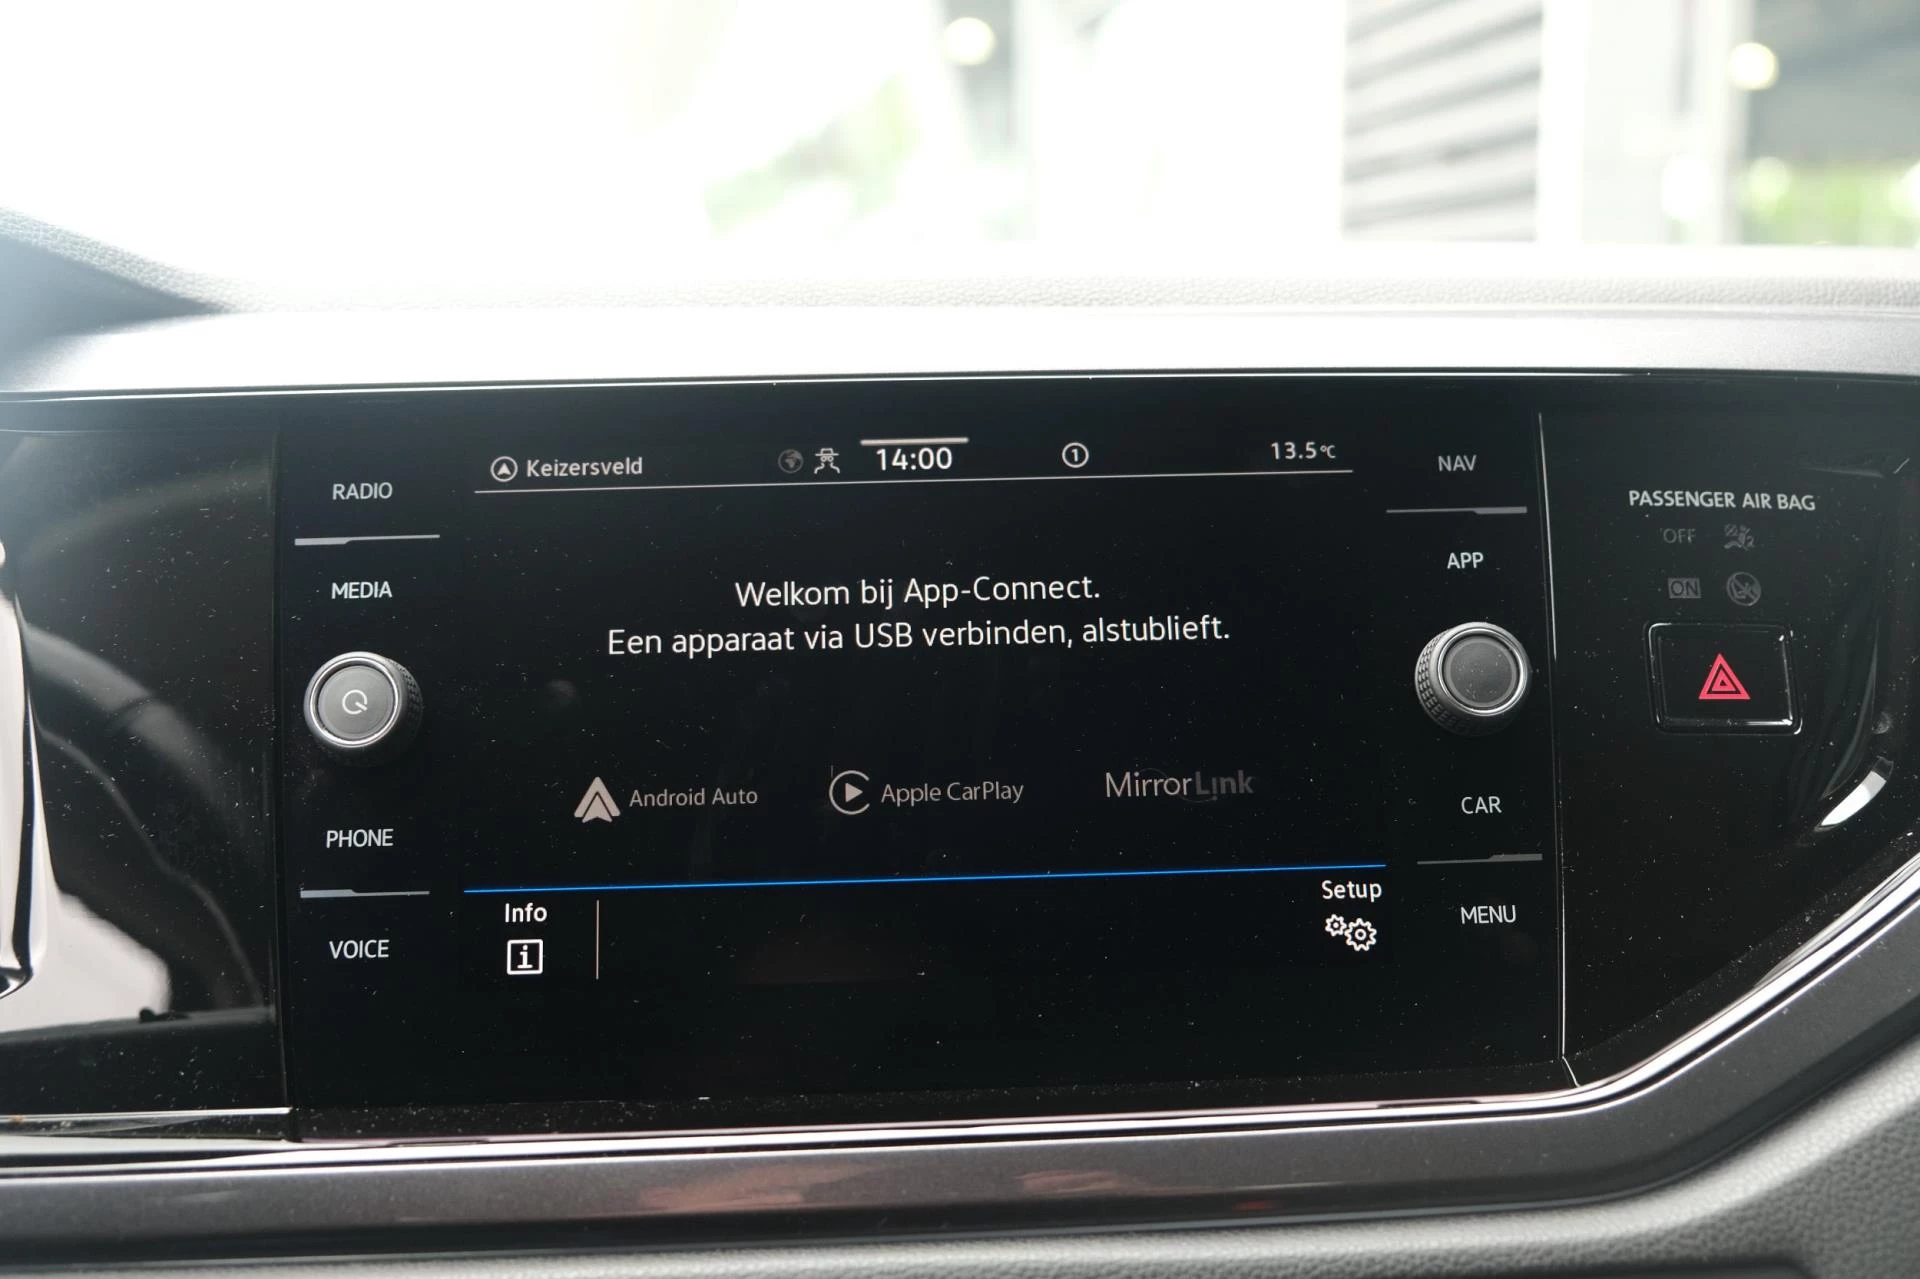 Keizersveld 14:00 1 13.5°C
RADIO
MEDIA
PHONE
VOICE
Welkom bij App-Connect.
Een apparaat via USB verbinden, alstublieft.
Android Auto
Apple CarPlay
MirrorLink
Info
i
Setup
NAV
APP
CAR
MENU
PASSENGER AIR BAG
OFF
ON